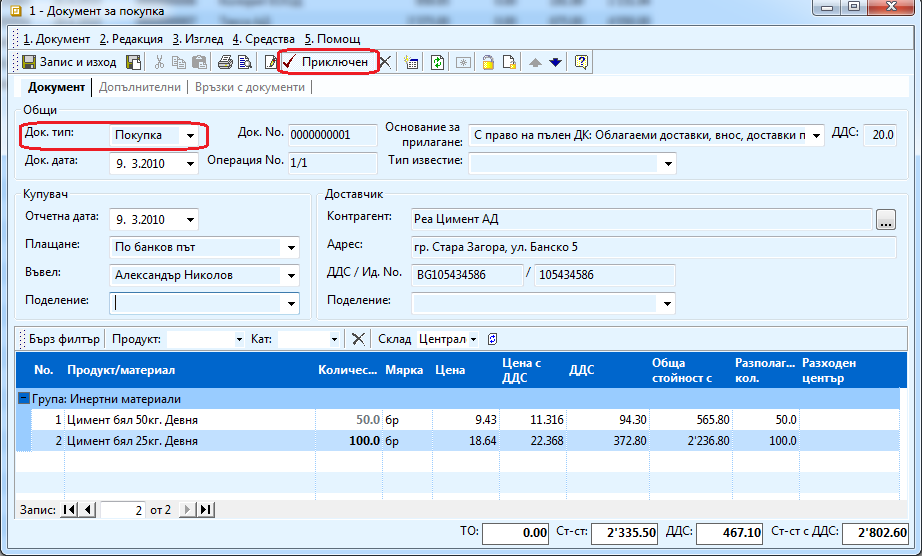 1 - Документ за покупка
1. Документ 2. Редакция 3. Изглед 4. Средства 5. Помощ
Запис и изход Приключен
Документ Допълнителни Връзки с документи
Общи
Док. тип: Покупка Док. No. 0000000001 Основание за прилагане: С право на пълен ДК: Облагаеми доставки, внос, доставки п ДДС: 20.0
Док. дата: 9. 3.2010 Операция No. 1/1 Тип известие:
Купувач
Отчетна дата: 9. 3.2010
Плащане: По банков път
Въвел: Александър Николов
Поделение:
Доставчик
Контрагент: Реа Цимент АД ...
Адрес: гр. Стара Загора, ул. Банско 5
ДДС / Ид. No. BG105434586 / 105434586
Поделение:
Бърз филтър Продукт: Кат: Склад Централ
No. Продукт/материал Количес... Мярка Цена Цена с ДДС ДДС Обща стойност с Разполаг... кол. Разходен център
Група: Инертни материали
1 Цимент бял 50кг. Девня 50.0 бр 9.43 11.316 94.30 565.80 50.0
2 Цимент бял 25кг. Девня 100.0 бр 18.64 22.368 372.80 2'236.80 100.0
Запис: 2 от 2
ТО: 0.00 Ст-ст: 2'335.50 ДДС: 467.10 Ст-ст с ДДС: 2'802.60